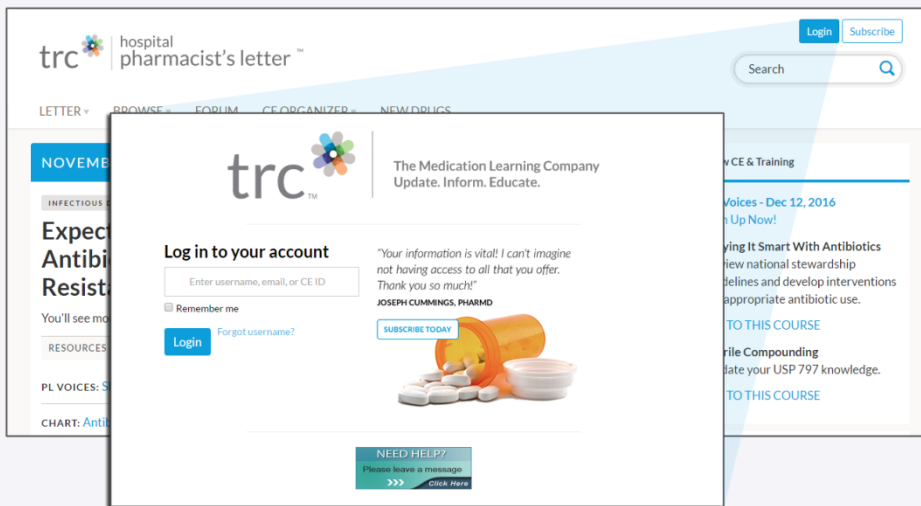 trc
hospital
pharmacist's letter ™
Login
Subscribe
Search
LETTER
BROWSE
FORUM
CE ORGANIZER
NEW DRUGS
NOVEMB
INFECTIOUS D
Expect
Antibi
Resista
You'll see mo
RESOURCES
PL VOICES: S
CHART: Antib
trc™
The Medication Learning Company
Update. Inform. Educate.
Log in to your account
Enter username, email, or CE ID
Remember me
Login
Forgot username?
"Your information is vital! I can't imagine
not having access to all that you offer.
Thank you so much!"
JOSEPH CUMMINGS, PHARMD
SUBSCRIBE TODAY
NEED HELP?
Please leave a message
>>> Click Here
w CE & Training
Voices - Dec 12, 2016
n Up Now!
ying It Smart With Antibiotics
view national stewardship
delines and develop interventions
appropriate antibiotic use.
TO THIS COURSE
rile Compounding
date your USP 797 knowledge.
TO THIS COURSE